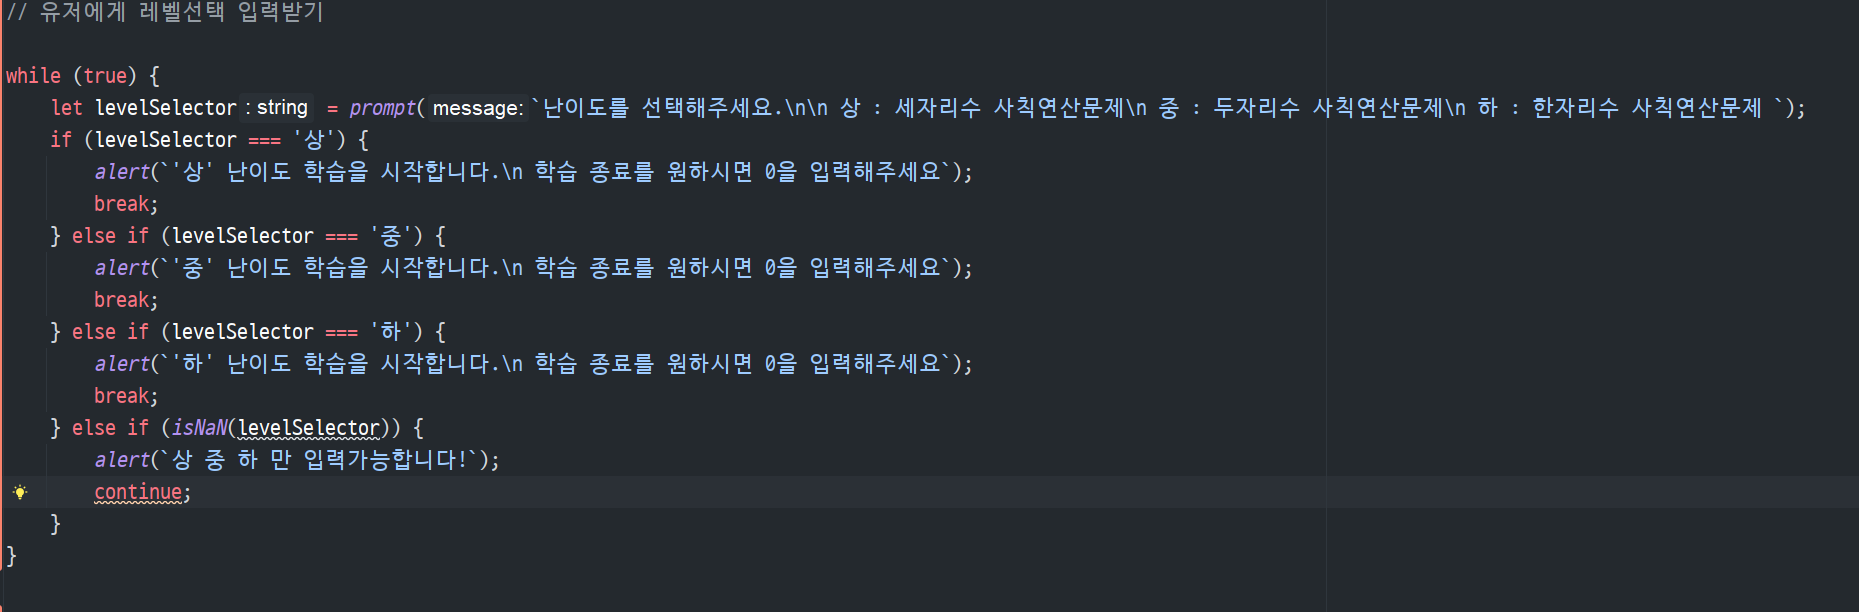 // 유저에게 레벨선택 입력받기
while (true) {
let levelSelector : string = prompt( message: `난이도를 선택해주세요.\n\n 상 : 세자리수 사칙연산문제\n 중 : 두자리수 사칙연산문제\n 하 : 한자리수 사칙연산문제 `);
if (levelSelector === '상') {
alert(`'상' 난이도 학습을 시작합니다.\n 학습 종료를 원하시면 0을 입력해주세요`);
break;
} else if (levelSelector === '중') {
alert(`'중' 난이도 학습을 시작합니다.\n 학습 종료를 원하시면 0을 입력해주세요`);
break;
} else if (levelSelector === '하') {
alert(`'하' 난이도 학습을 시작합니다.\n 학습 종료를 원하시면 0을 입력해주세요`);
break;
} else if (isNaN(levelSelector)) {
alert(`상 중 하 만 입력가능합니다!`);
continue;
}
}